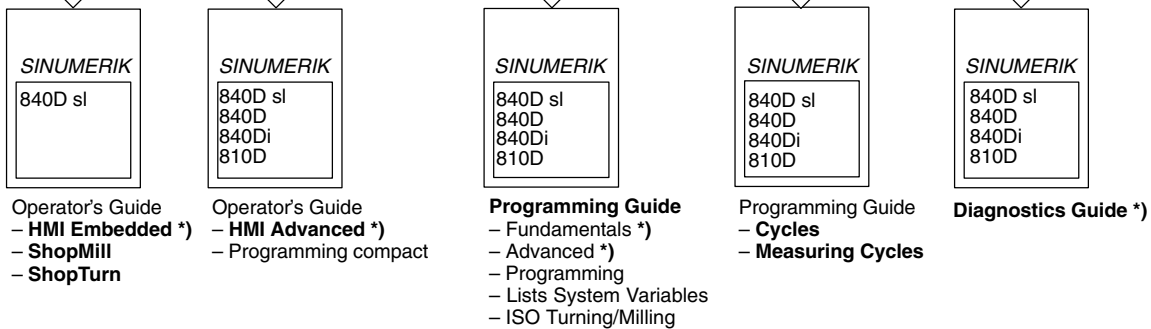 SINUMERIK
840D sl
Operator's Guide
– HMI Embedded *)
– ShopMill
– ShopTurn
SINUMERIK
840D sl
840D
840Di
810D
Operator's Guide
– HMI Advanced *)
– Programming compact
SINUMERIK
840D sl
840D
840Di
810D
Programming Guide
– Fundamentals *)
– Advanced *)
– Programming
– Lists System Variables
– ISO Turning/Milling
SINUMERIK
840D sl
840D
840Di
810D
Programming Guide
– Cycles
– Measuring Cycles
SINUMERIK
840D sl
840D
840Di
810D
Diagnostics Guide *)